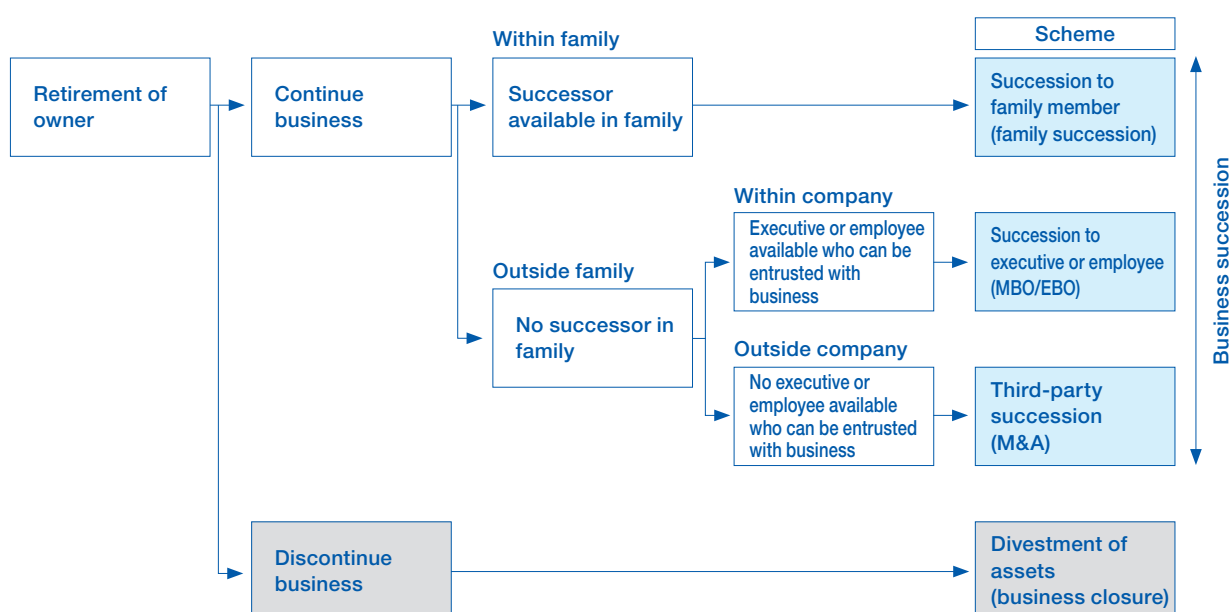 Within family
Scheme
Retirement of
owner
Continue
business
Successor
available in family
Succession to
family member
(family succession)
Within company
Executive or employee
available who can be
entrusted with
business
Succession to
executive or employee
(MBO/EBO)
Outside family
No successor in
family
Outside company
No executive or
employee available
who can be entrusted
with business
Third-party
succession
(M&A)
Business succession
Discontinue
business
Divestment of
assets
(business closure)